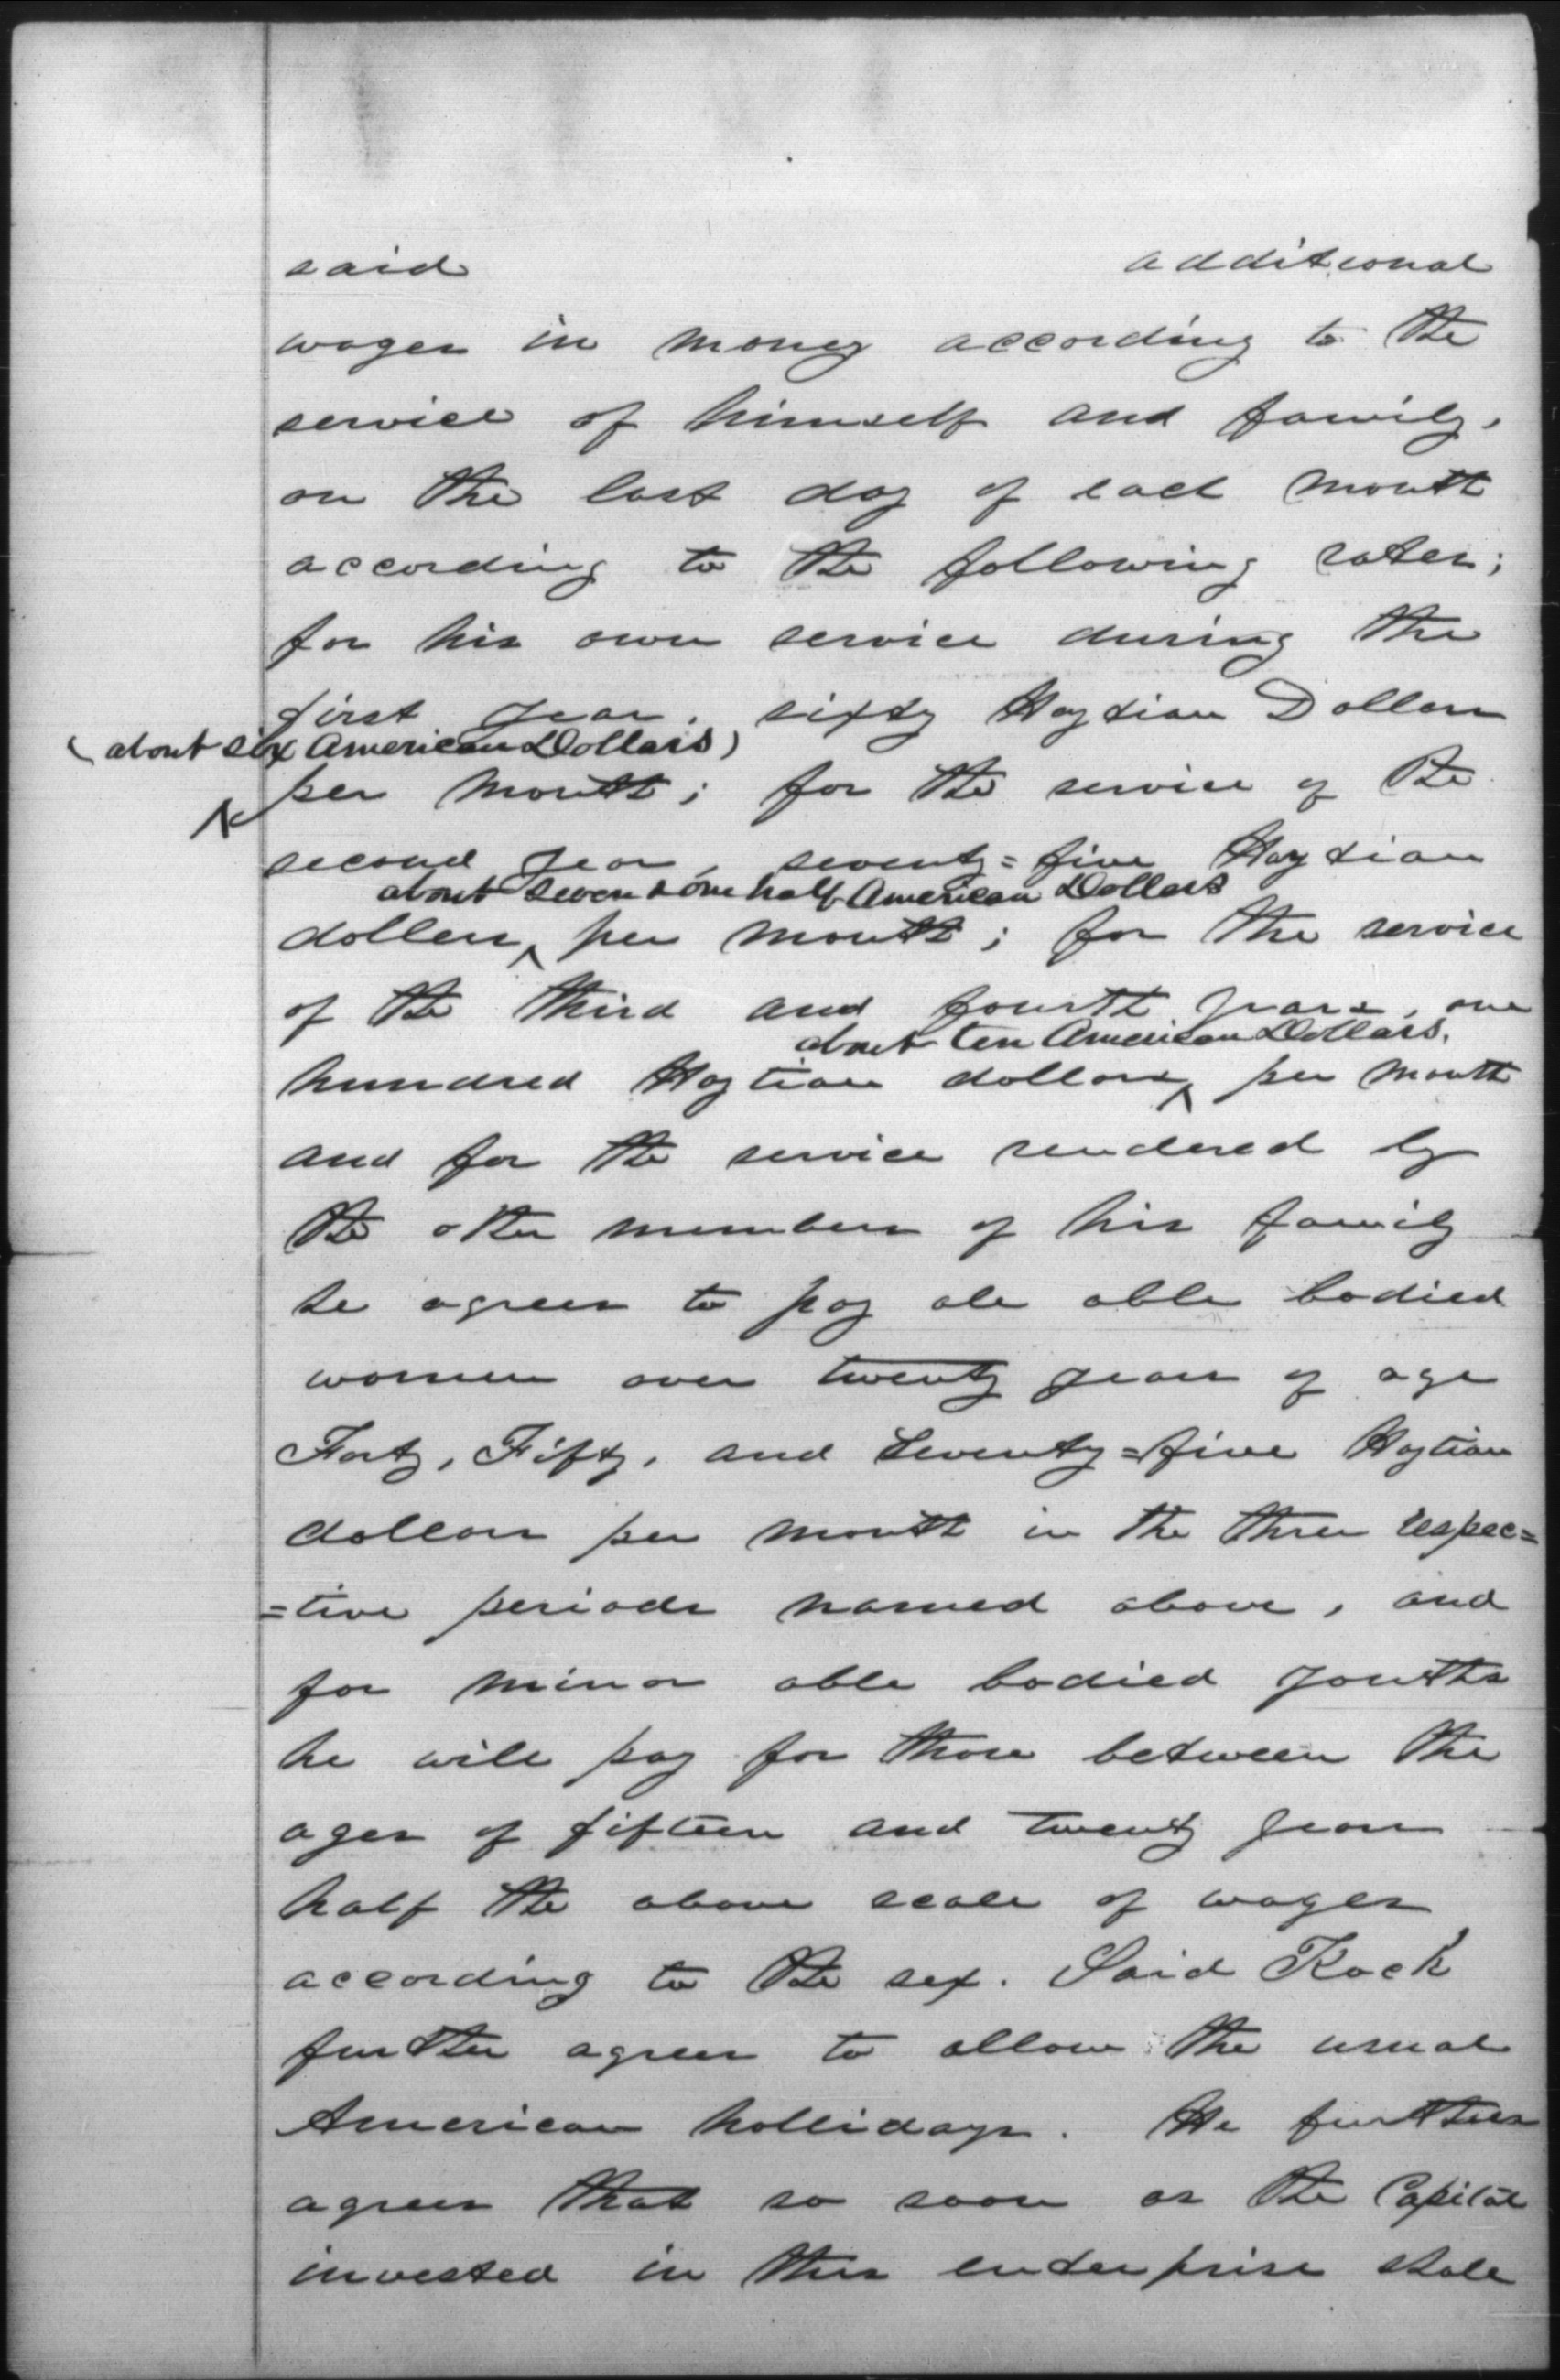 said additional
wages in money according to the
service of himself and family,
on the last day of each month
according to the following rates;
for his own service during the
first year, sixty Haytian Dollars
(about six American Dollars)
per month; for the service of the
second year, seventy=five Haytian
about seven & one half American Dollars
dollars, per month; for the service
of the third and fourth years, one
about ten American Dollars,
hundred Haytian dollars, per month
and for the service rendered by
the other members of his family
he agrees to pay all able bodied
women over twenty years of age
Forty, Fifty, and Seventy=five Haytian
dollars per month in the three respec=
=tive periods named above, and
for minor able bodied youths
he will pay for those between the
ages of fifteen and twenty years
half the above scale of wages
according to the sex. Said Kock
further agrees to allow the usual
American hollidays. He further
agrees that so soon as the Capital
invested in this enterprise shall